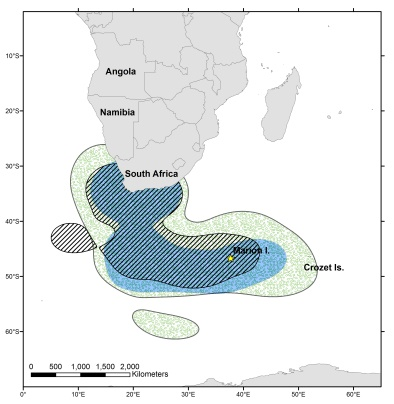 10°S
Angola
20°S
Namibia
30°S
South Africa
40°S
Marion I.
Crozet Is.
50°S
60°S
0 500 1,000 1,500 2,000
Kilometers
0° 10°E 20°E 30°E 40°E 50°E 60°E